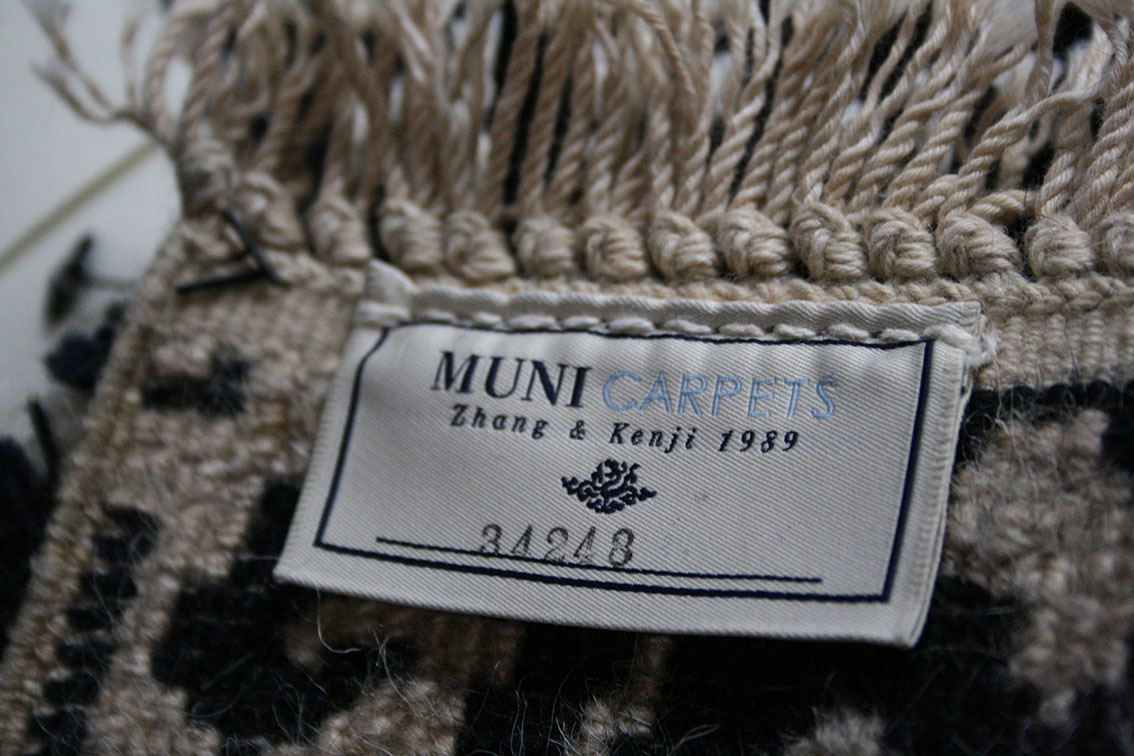 MUNI CARPETS
Zhang & Kenji 1989
34248